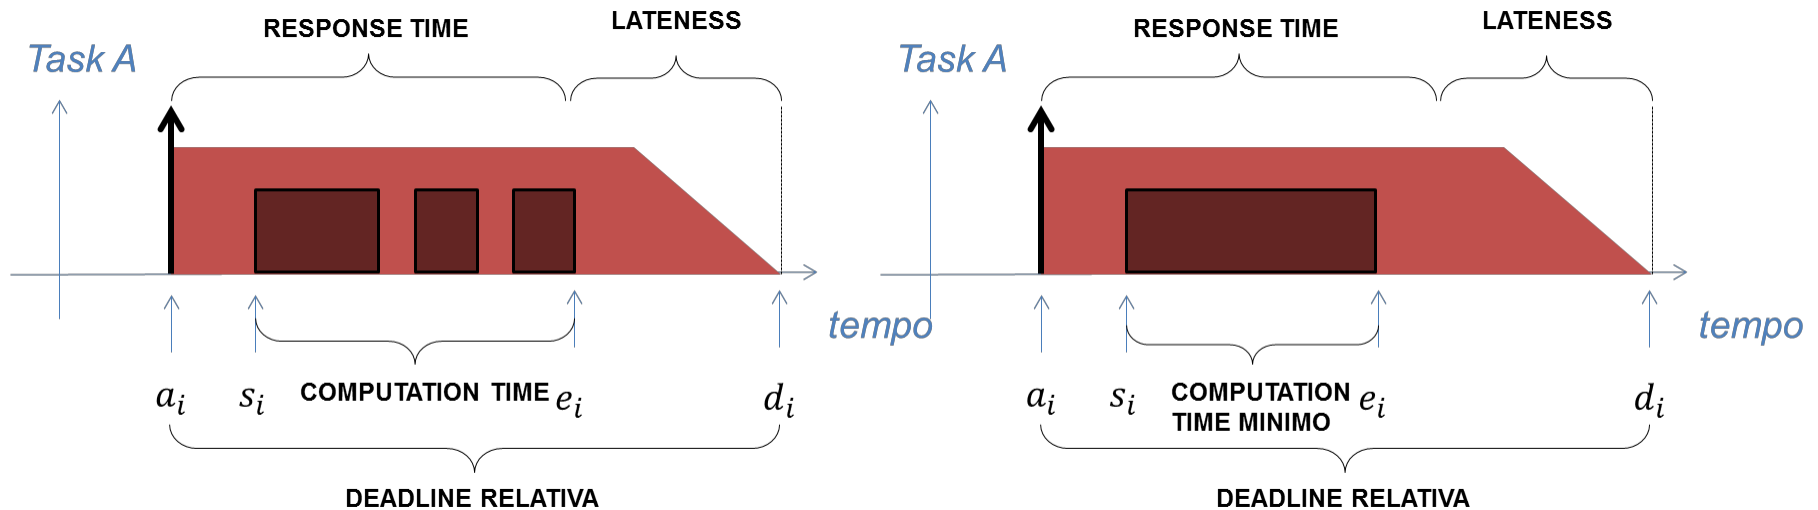 RESPONSE TIME
LATENESS
Task A
tempo
a_i
s_i
COMPUTATION TIME
e_i
d_i
DEADLINE RELATIVA
RESPONSE TIME
LATENESS
Task A
tempo
a_i
s_i
COMPUTATION
TIME MINIMO
e_i
d_i
DEADLINE RELATIVA